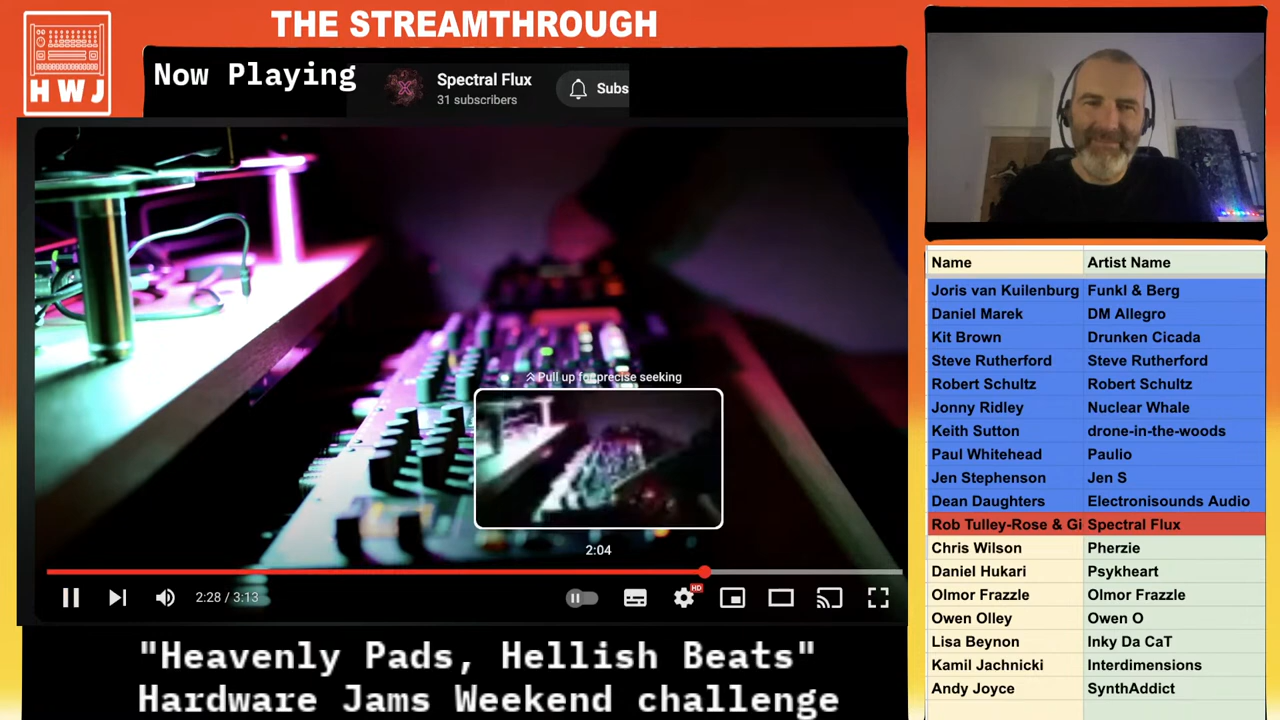 THE STREAMTHROUGH
HWJ
Now Playing
Spectral Flux
31 subscribers
Subs
Pull up for precise seeking
2:04
2:28 / 3:13
HD
"Heavenly Pads, Hellish Beats"
Hardware Jams Weekend challenge
Name Artist Name
Joris van Kuilenburg Funkl & Berg
Daniel Marek DM Allegro
Kit Brown Drunken Cicada
Steve Rutherford Steve Rutherford
Robert Schultz Robert Schultz
Jonny Ridley Nuclear Whale
Keith Sutton drone-in-the-woods
Paul Whitehead Paulio
Jen Stephenson Jen S
Dean Daughters Electronisounds Audio
Rob Tulley-Rose & Gi Spectral Flux
Chris Wilson Pherzie
Daniel Hukari Psykheart
Olmor Frazzle Olmor Frazzle
Owen Olley Owen O
Lisa Beynon Inky Da CaT
Kamil Jachnicki Interdimensions
Andy Joyce SynthAddict